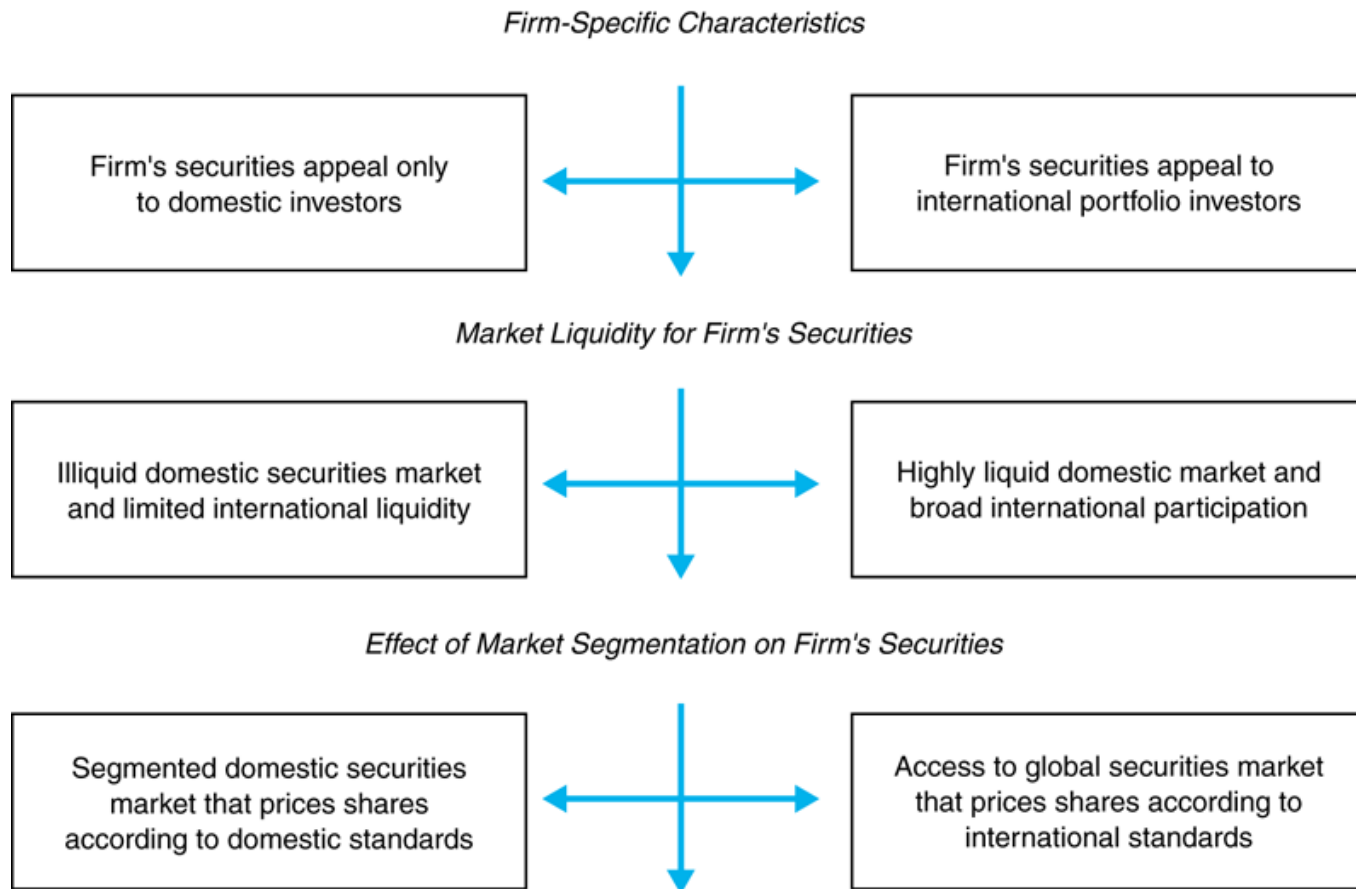 Firm-Specific Characteristics
Firm's securities appeal only
to domestic investors
Firm's securities appeal to
international portfolio investors
Market Liquidity for Firm's Securities
Illiquid domestic securities market
and limited international liquidity
Highly liquid domestic market and
broad international participation
Effect of Market Segmentation on Firm's Securities
Segmented domestic securities
market that prices shares
according to domestic standards
Access to global securities market
that prices shares according to
international standards